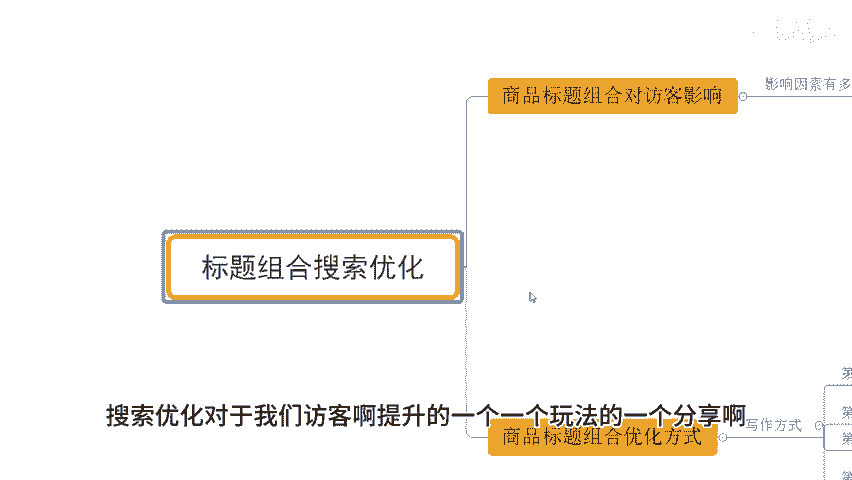 商品标题组合对访客影响
影响因素有多
标题组合搜索优化
第
搜索优化对于我们访客啊提升的一个一个玩法的一个分享啊
第
写作方式
商品标题组合优化方式
第
第